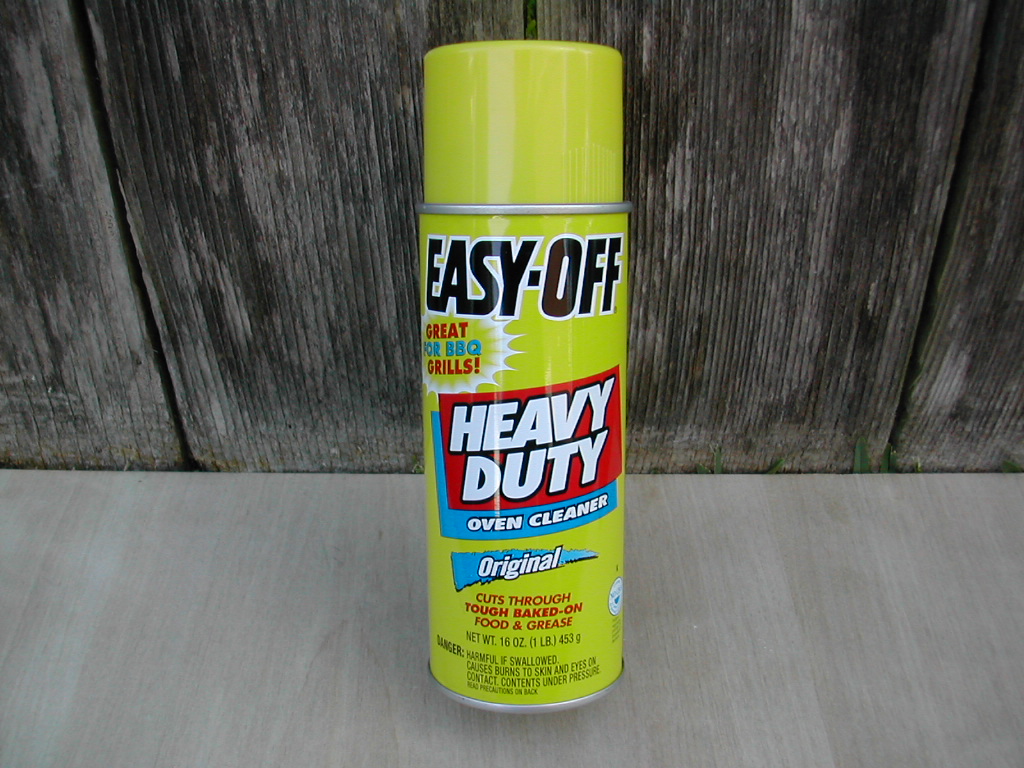 EASY-OFF
GREAT
FOR BBQ
GRILLS!
HEAVY
DUTY
OVEN CLEANER
Original
CUTS THROUGH
TOUGH BAKED-ON
FOOD & GREASE
NET WT. 16 OZ. (1 LB.) 453 g
DANGER: HARMFUL IF SWALLOWED.
CAUSES BURNS TO SKIN AND EYES ON
CONTACT. CONTENTS UNDER PRESSURE.
READ PRECAUTIONS ON BACK